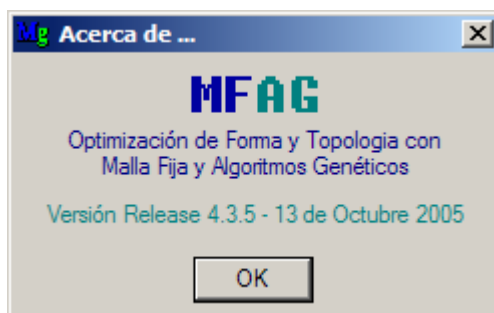 Mg Acerca de ...
MFAG
Optimización de Forma y Topologia con
Malla Fija y Algoritmos Genéticos
Versión Release 4.3.5 - 13 de Octubre 2005
OK